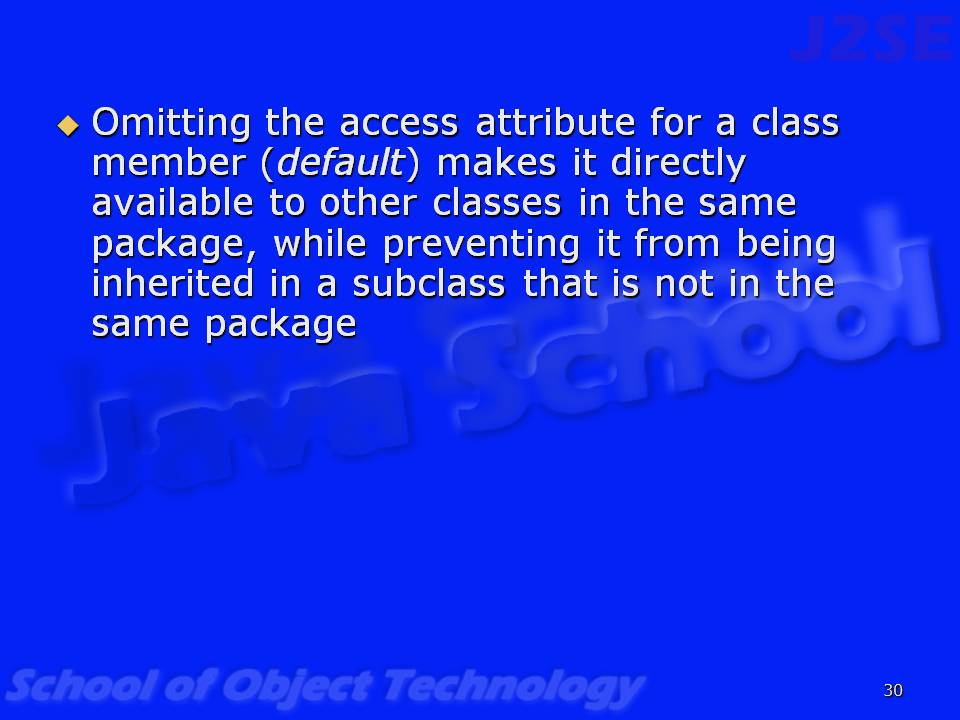 J2SE
Omitting the access attribute for a class
member (default) makes it directly
available to other classes in the same
package, while preventing it from being
inherited in a subclass that is not in the
same package
Java School
School of Object Technology
30